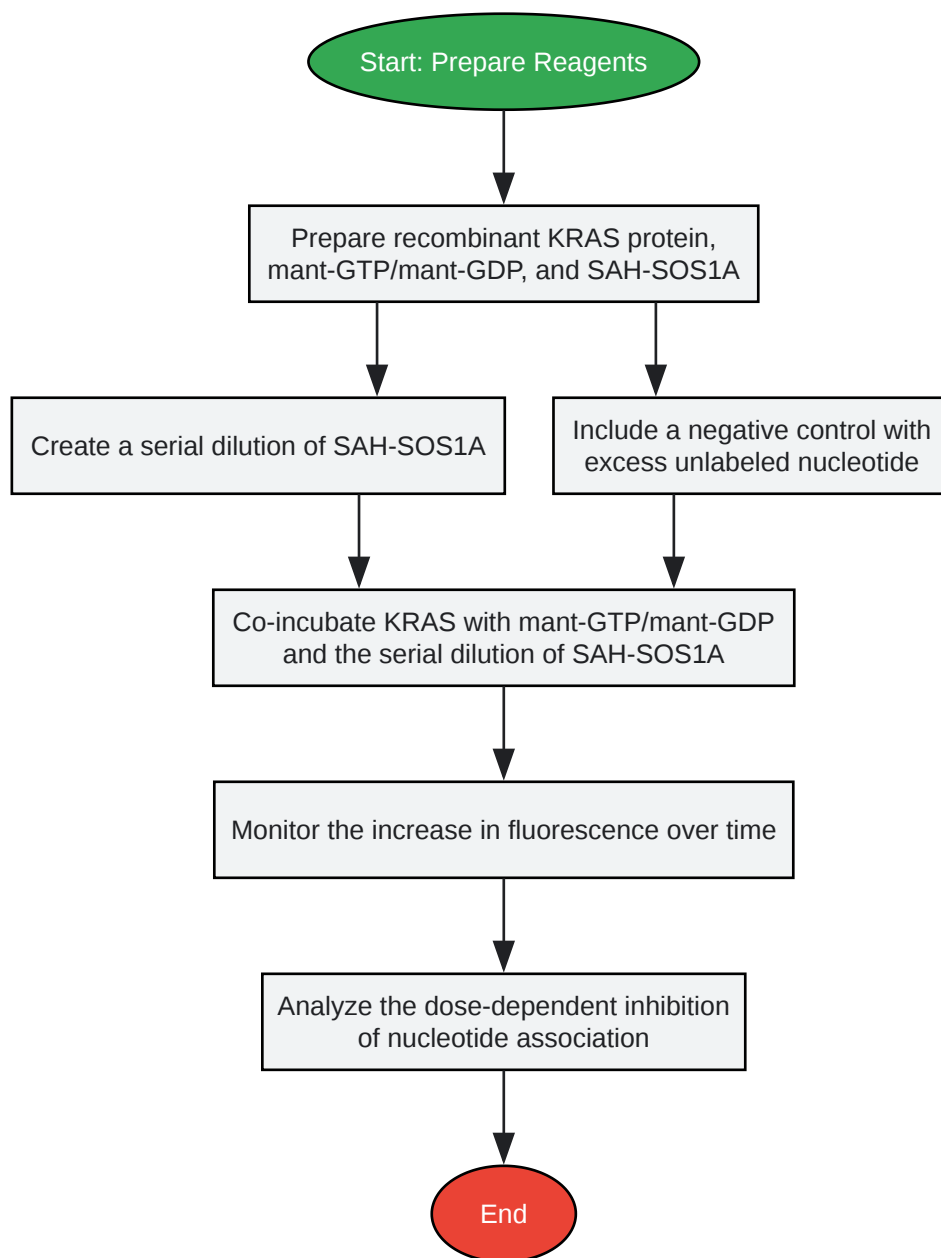 Start: Prepare Reagents
Prepare recombinant KRAS protein,
mant-GTP/mant-GDP, and SAH-SOS1A
Create a serial dilution of SAH-SOS1A
Include a negative control with
excess unlabeled nucleotide
Co-incubate KRAS with mant-GTP/mant-GDP
and the serial dilution of SAH-SOS1A
Monitor the increase in fluorescence over time
Analyze the dose-dependent inhibition
of nucleotide association
End